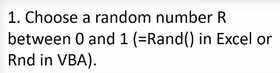 1. Choose a random number R
between 0 and 1 (=Rand() in Excel or
Rnd in VBA).